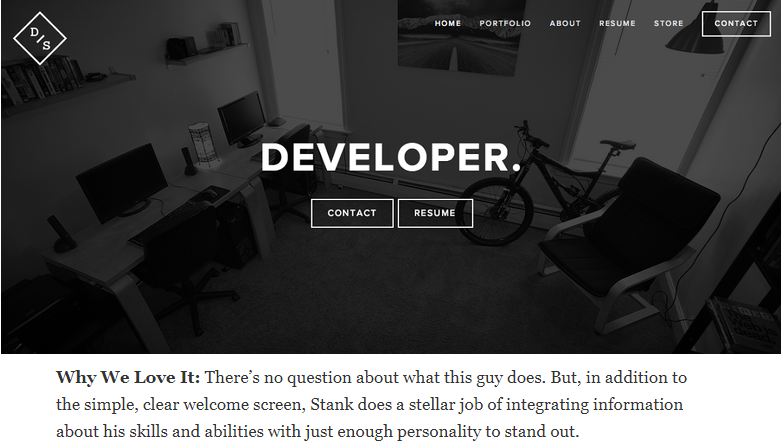 D/S
HOME PORTFOLIO ABOUT RESUME STORE CONTACT
DEVELOPER.
CONTACT RESUME
Why We Love It: There’s no question about what this guy does. But, in addition to
the simple, clear welcome screen, Stank does a stellar job of integrating information
about his skills and abilities with just enough personality to stand out.